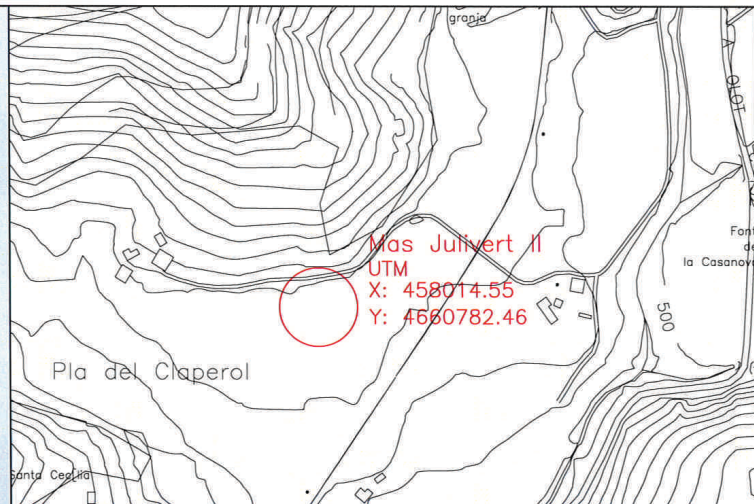 granja
OLOT
Mas Julivert II
UTM
X: 458014.55
Y: 4660782.46
Font
de
la Casanova
500
Pla del Claperol
Santa Cecília